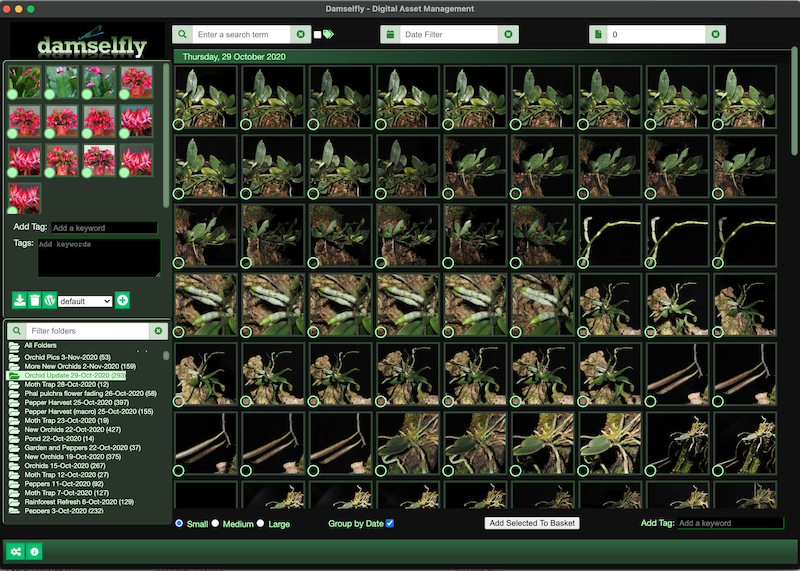 Damselfly – Digital Asset Management
damselfly
Enter a search term
Date Filter
0
Thursday, 29 October 2020
Add Tag: Add a keyword
Tags: Add keywords
default
Filter folders
All Folders
Orchid Pics 3-Nov-2020 (53)
More New Orchids 2-Nov-2020 (159)
Orchid Update 29-Oct-2020 (293)
Moth Trap 28-Oct-2020 (12)
Phal pulchra flower fading 26-Oct-2020 (58)
Pepper Harvest 25-Oct-2020 (397)
Pepper Harvest (macro) 25-Oct-2020 (155)
Moth Trap 23-Oct-2020 (19)
New Orchids 22-Oct-2020 (427)
Pond 22-Oct-2020 (14)
Garden and Peppers 22-Oct-2020 (37)
New Orchids 19-Oct-2020 (375)
Orchids 15-Oct-2020 (267)
Moth Trap 12-Oct-2020 (27)
Peppers 11-Oct-2020 (92)
Moth Trap 7-Oct-2020 (127)
Rainforest Refresh 6-Oct-2020 (129)
Peppers 3-Oct-2020 (232)
Small Medium Large Group by Date Add Selected To Basket Add Tag: Add a keyword